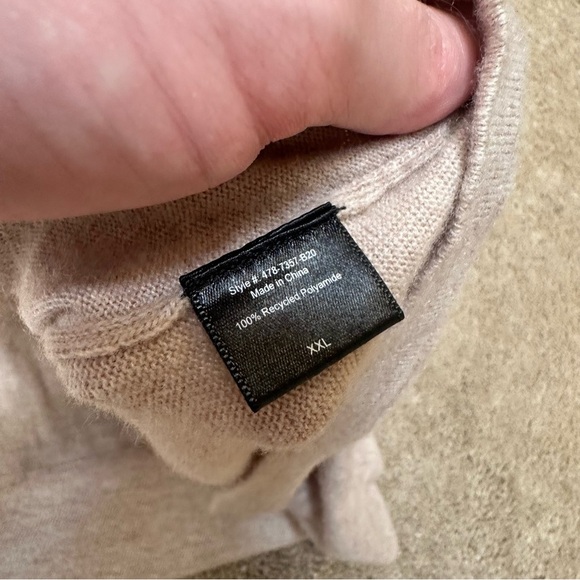 Style #: 478-7357-B20
Made in China
100% Recycled Polyamide
XXL